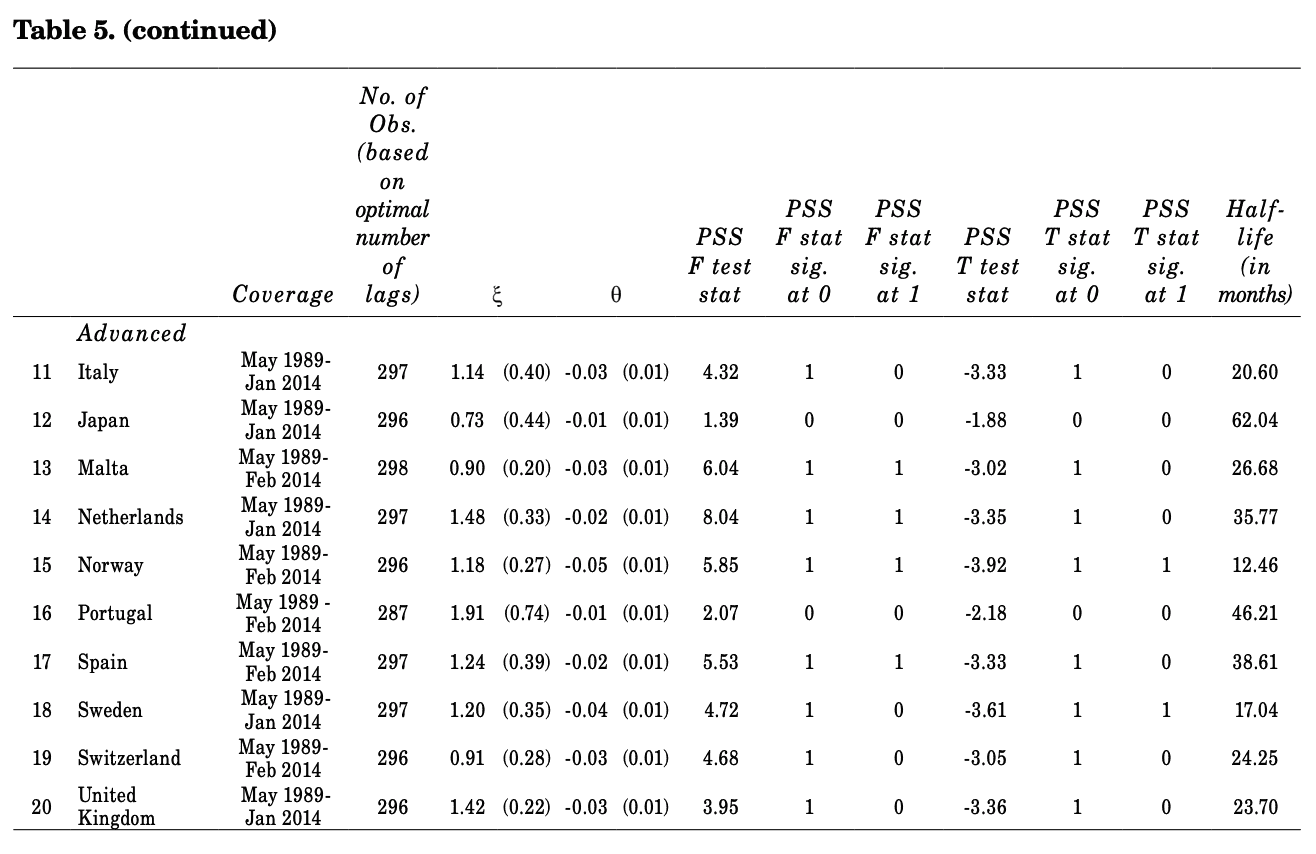 Table 5. (continued)
No. of
Obs.
(based
on
optimal
number
of
lags)
Coverage
ξ
θ
PSS
F test
stat
PSS
F stat
sig.
at 0
PSS
F stat
sig.
at 1
PSS
T test
stat
PSS
T stat
sig.
at 0
PSS
T stat
sig.
at 1
Half-
life
(in
months)
Advanced
11 Italy May 1989-
Jan 2014 297 1.14 (0.40) -0.03 (0.01) 4.32 1 0 -3.33 1 0 20.60
12 Japan May 1989-
Jan 2014 296 0.73 (0.44) -0.01 (0.01) 1.39 0 0 -1.88 0 0 62.04
13 Malta May 1989-
Feb 2014 298 0.90 (0.20) -0.03 (0.01) 6.04 1 1 -3.02 1 0 26.68
14 Netherlands May 1989-
Jan 2014 297 1.48 (0.33) -0.02 (0.01) 8.04 1 1 -3.35 1 0 35.77
15 Norway May 1989-
Feb 2014 296 1.18 (0.27) -0.05 (0.01) 5.85 1 1 -3.92 1 1 12.46
16 Portugal May 1989 -
Feb 2014 287 1.91 (0.74) -0.01 (0.01) 2.07 0 0 -2.18 0 0 46.21
17 Spain May 1989-
Feb 2014 297 1.24 (0.39) -0.02 (0.01) 5.53 1 1 -3.33 1 0 38.61
18 Sweden May 1989-
Jan 2014 297 1.20 (0.35) -0.04 (0.01) 4.72 1 0 -3.61 1 1 17.04
19 Switzerland May 1989-
Feb 2014 296 0.91 (0.28) -0.03 (0.01) 4.68 1 0 -3.05 1 0 24.25
20 United
Kingdom May 1989-
Jan 2014 296 1.42 (0.22) -0.03 (0.01) 3.95 1 0 -3.36 1 0 23.70